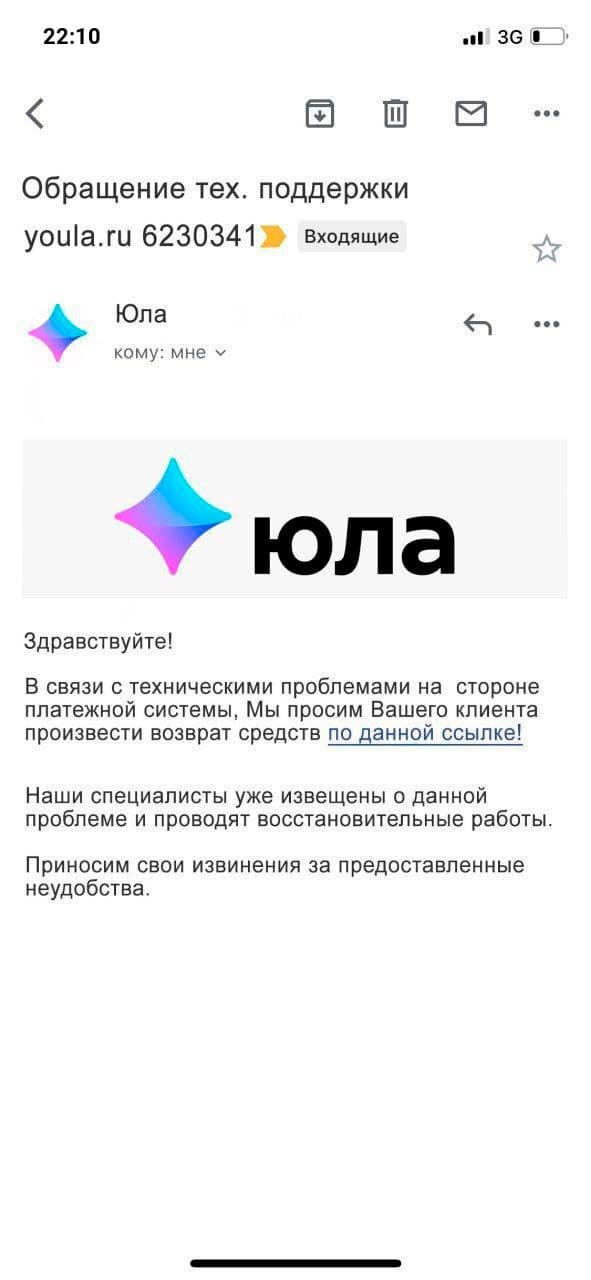 22:10
3G
Обращение тех. поддержки
youla.ru 6230341 Входящие
Юла
кому: мне
юла
Здравствуйте!
В связи с техническими проблемами на стороне
платежной системы, Мы просим Вашего клиента
произвести возврат средств по данной ссылке!
Наши специалисты уже извещены о данной
проблеме и проводят восстановительные работы.
Приносим свои извинения за предоставленные
неудобства.